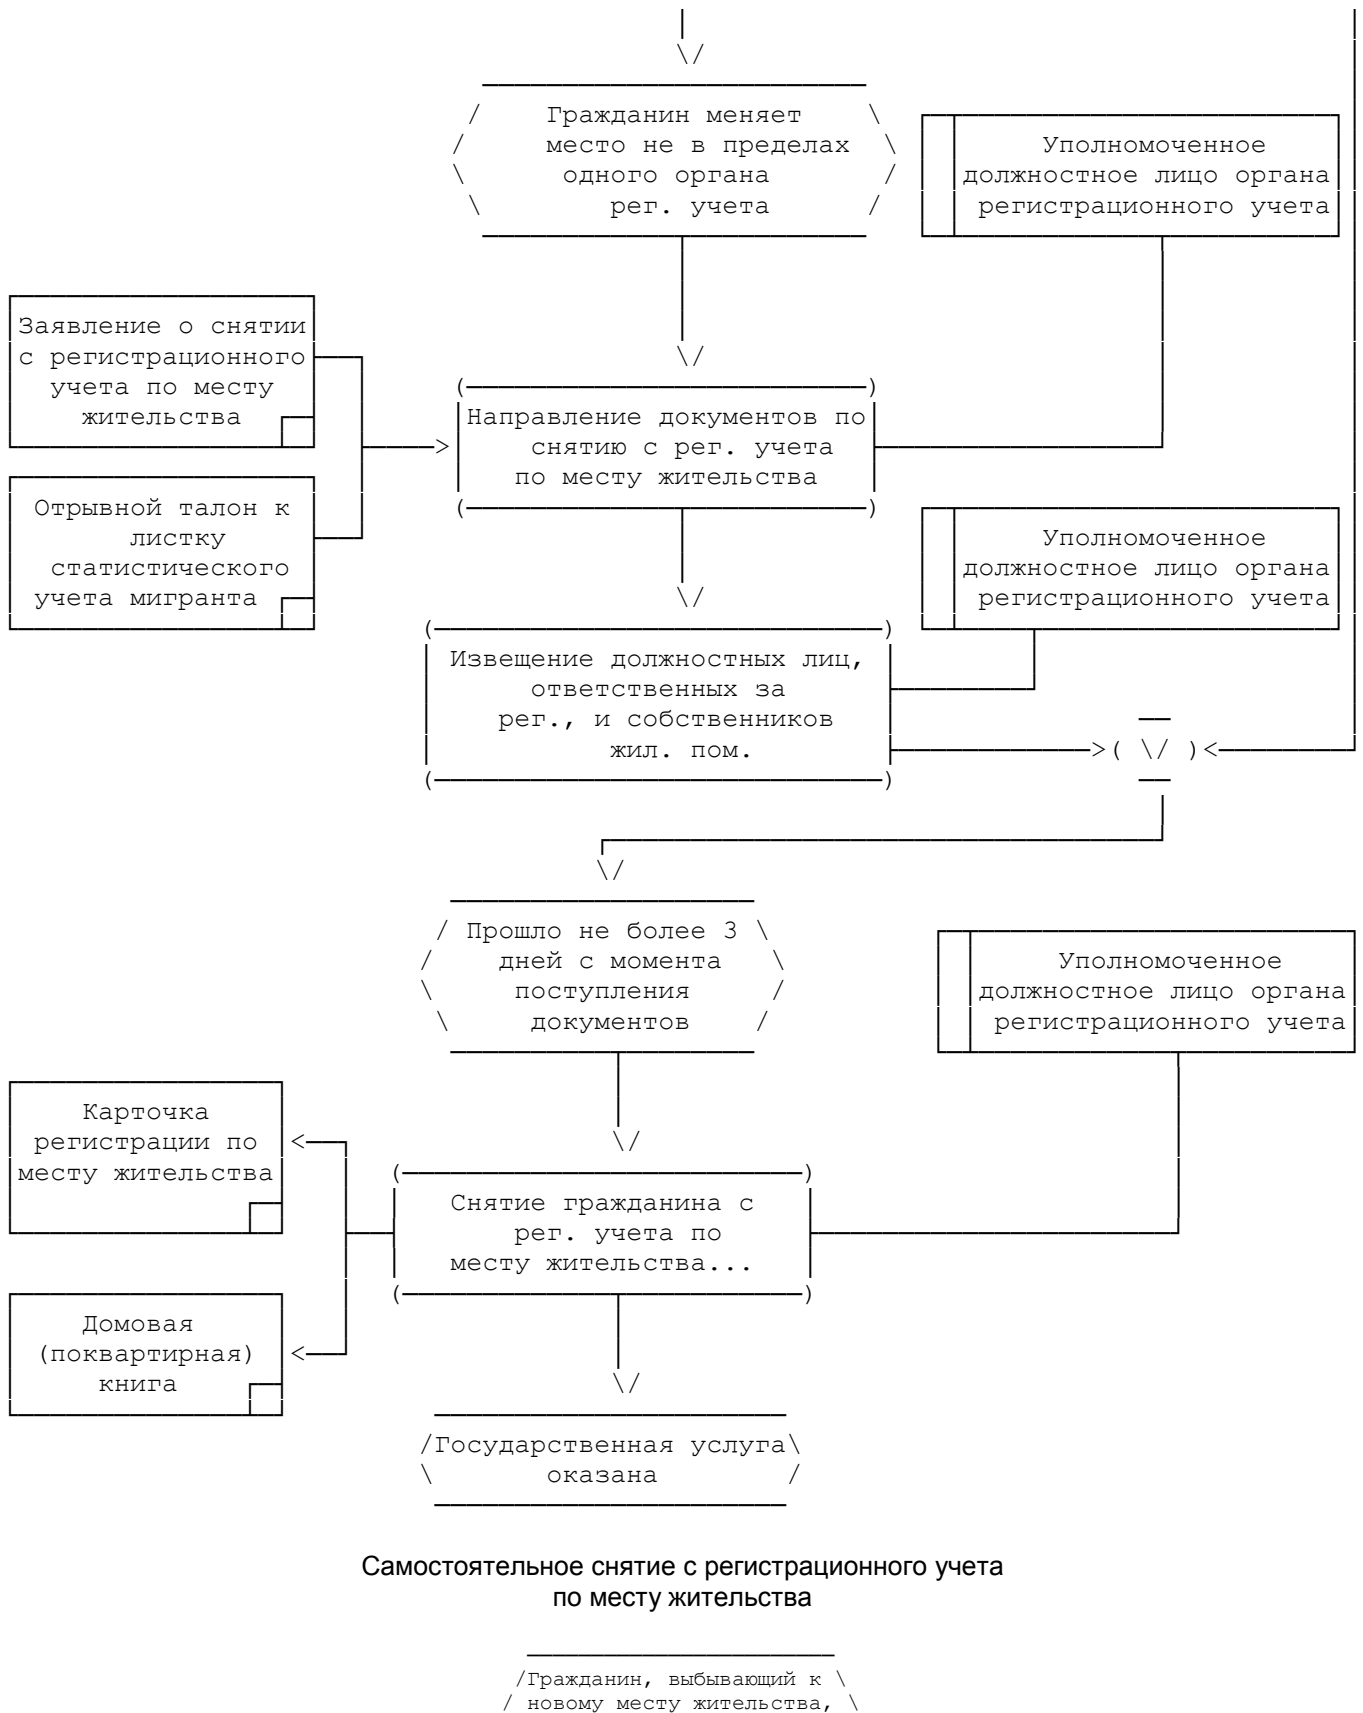 Гражданин меняет
место не в пределах
одного органа
рег. учета
Уполномоченное
должностное лицо органа
регистрационного учета
Заявление о снятии
с регистрационного
учета по месту
жительства
Направление документов по
снятию с рег. учета
по месту жительства
Отрывной талон к
листку
статистического
учета мигранта
Уполномоченное
должностное лицо органа
регистрационного учета
Извещение должностных лиц,
ответственных за
рег., и собственников
жил. пом.
Прошло не более 3
дней с момента
поступления
документов
Уполномоченное
должностное лицо органа
регистрационного учета
Карточка
регистрации по
месту жительства
Снятие гражданина с
рег. учета по
месту жительства...
Домовая
(поквартирная)
книга
Государственная услуга
оказана
Самостоятельное снятие с регистрационного учета
по месту жительства
Гражданин, выбывающий к
новому месту жительства,